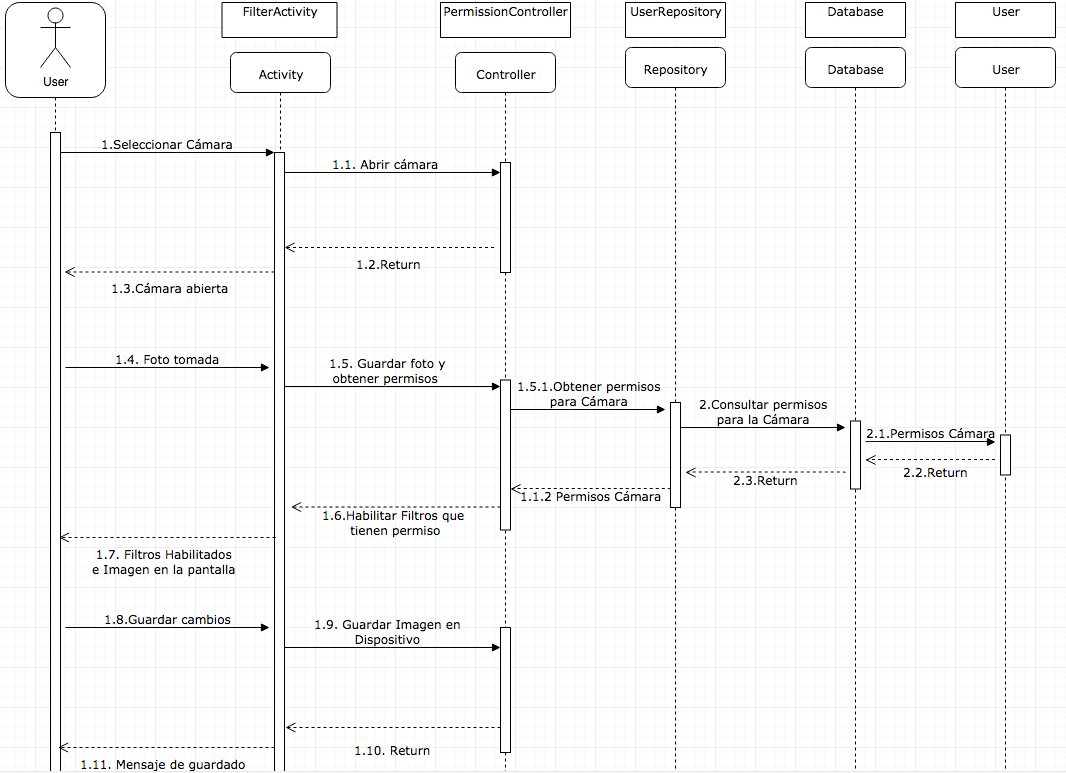 FilterActivity
PermissionController
UserRepository
Database
User
User
Activity
Controller
Repository
Database
User
1.Seleccionar Cámara
1.1. Abrir cámara
1.2.Return
1.3.Cámara abierta
1.4. Foto tomada
1.5. Guardar foto y
obtener permisos
1.5.1.Obtener permisos
para Cámara
2.Consultar permisos
para la Cámara
2.1.Permisos Cámara
2.2.Return
2.3.Return
1.1.2 Permisos Cámara
1.6.Habilitar Filtros que
tienen permiso
1.7. Filtros Habilitados
e Imagen en la pantalla
1.8.Guardar cambios
1.9. Guardar Imagen en
Dispositivo
1.10. Return
1.11. Mensaje de guardado